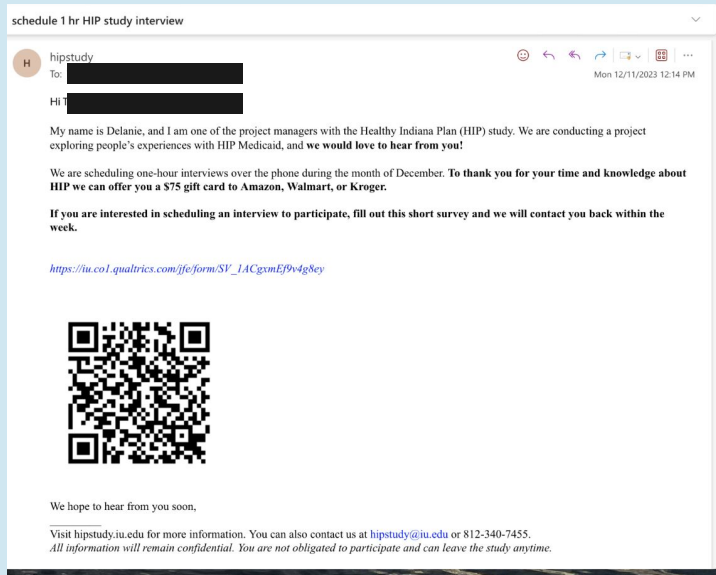 schedule 1 hr HIP study interview
H
hipstudy
To:
Mon 12/11/2023 12:14 PM
Hi T
My name is Delanie, and I am one of the project managers with the Healthy Indiana Plan (HIP) study. We are conducting a project
exploring people's experiences with HIP Medicaid, and we would love to hear from you!
We are scheduling one-hour interviews over the phone during the month of December. To thank you for your time and knowledge about
HIP we can offer you a $75 gift card to Amazon, Walmart, or Kroger.
If you are interested in scheduling an interview to participate, fill out this short survey and we will contact you back within the
week.
https://iu.co1.qualtrics.com/jfe/form/SV_1ACgxmEf9v4g8ey
We hope to hear from you soon,
Visit hipstudy.iu.edu for more information. You can also contact us at hipstudy@iu.edu or 812-340-7455.
All information will remain confidential. You are not obligated to participate and can leave the study anytime.